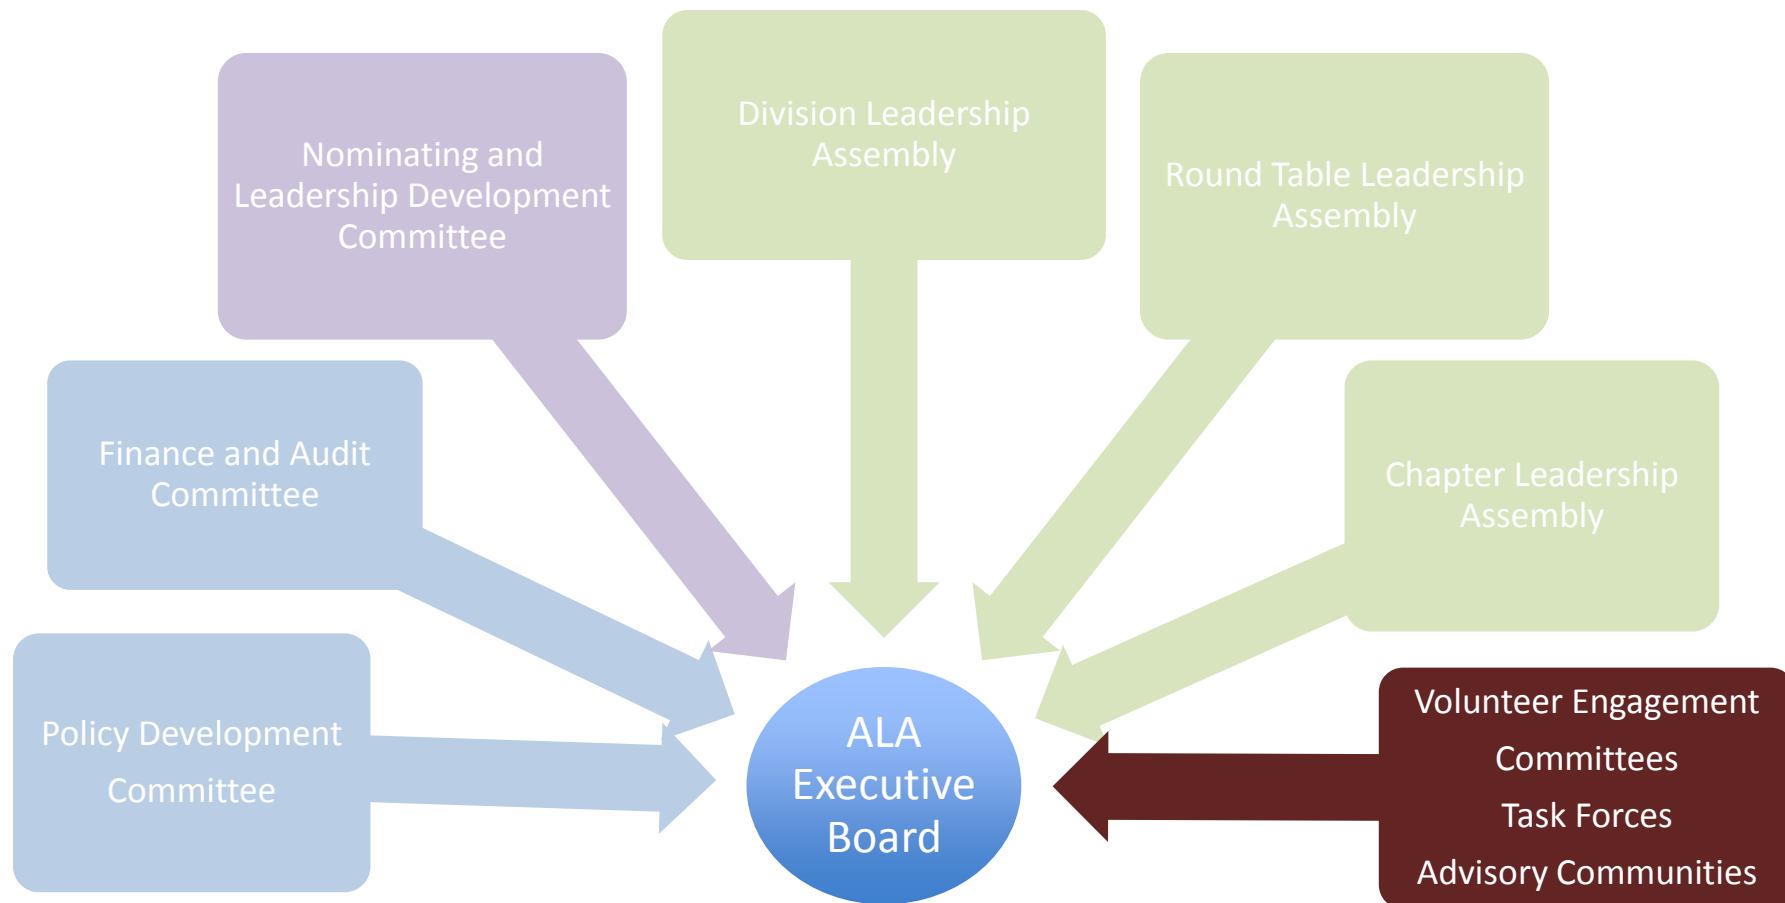 Division Leadership
Assembly
Nominating and
Leadership Development
Committee
Round Table Leadership
Assembly
Finance and Audit
Committee
Chapter Leadership
Assembly
Policy Development
Committee
ALA
Executive
Board
Volunteer Engagement
Committees
Task Forces
Advisory Communities